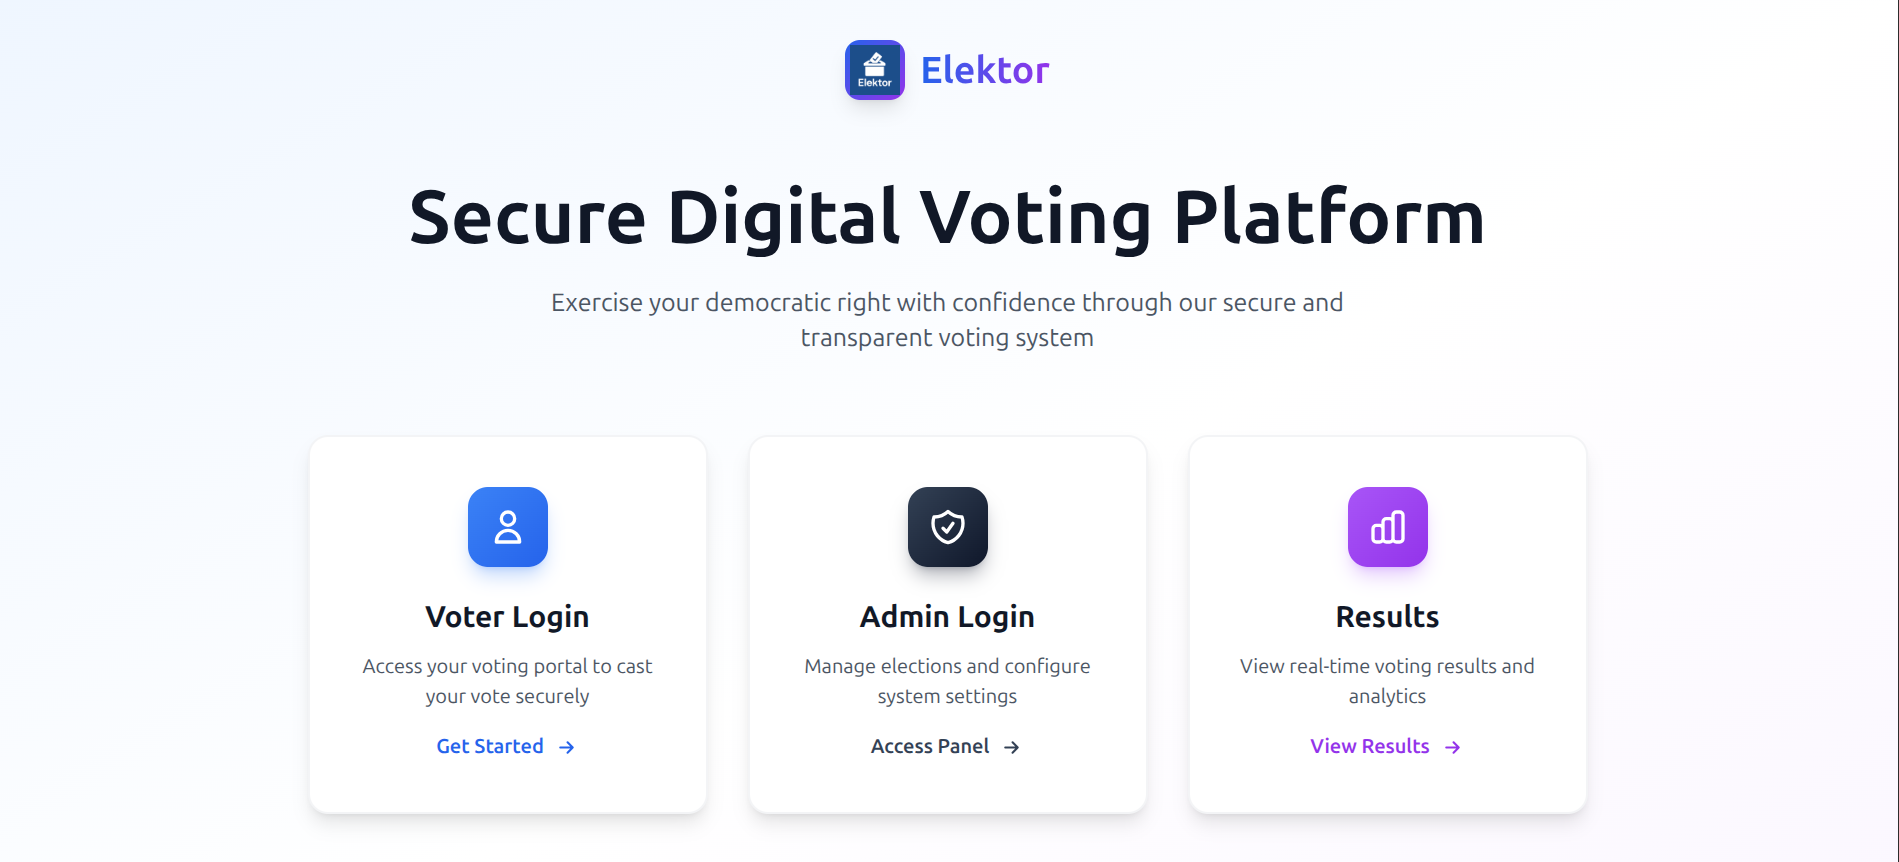 Elektor
Elektor
Secure Digital Voting Platform
Exercise your democratic right with confidence through our secure and
transparent voting system
Voter Login
Access your voting portal to cast
your vote securely
Get Started →
Admin Login
Manage elections and configure
system settings
Access Panel →
Results
View real-time voting results and
analytics
View Results →